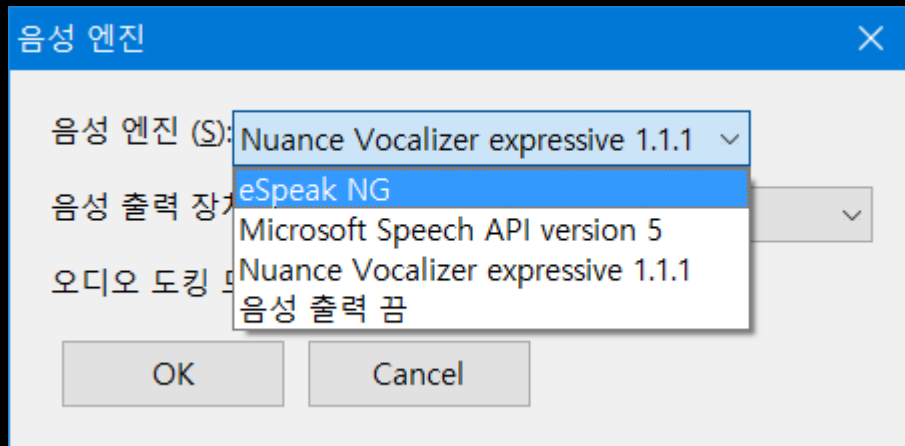 음성 엔진
음성 엔진 (S): Nuance Vocalizer expressive 1.1.1
eSpeak NG
음성 출력
Microsoft Speech API version 5
Nuance Vocalizer expressive 1.1.1
오디오 도킹
음성 출력 끔
OK Cancel